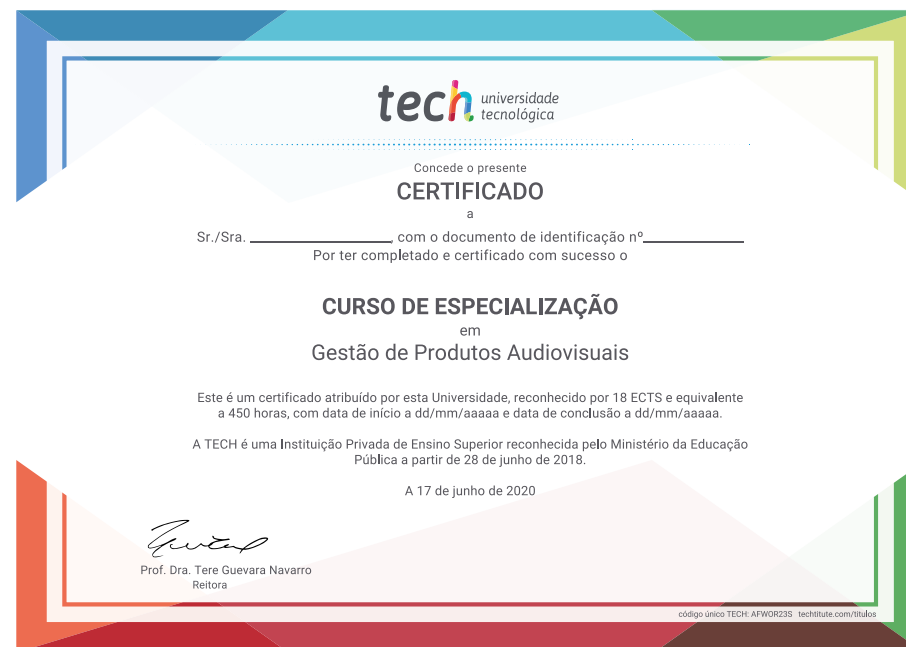 tech universidade
tecnológica
Concede o presente
CERTIFICADO
a
Sr./Sra. ____________________, com o documento de identificação nº______________
Por ter completado e certificado com sucesso o
CURSO DE ESPECIALIZAÇÃO
em
Gestão de Produtos Audiovisuais
Este é um certificado atribuído por esta Universidade, reconhecido por 18 ECTS e equivalente
a 450 horas, com data de início a dd/mm/aaaaa e data de conclusão a dd/mm/aaaaa.
A TECH é uma Instituição Privada de Ensino Superior reconhecida pelo Ministério da Educação
Pública a partir de 28 de junho de 2018.
A 17 de junho de 2020
Prof. Dra. Tere Guevara Navarro
Reitora
código único TECH: AFWOR23S techtitute.com/titulos